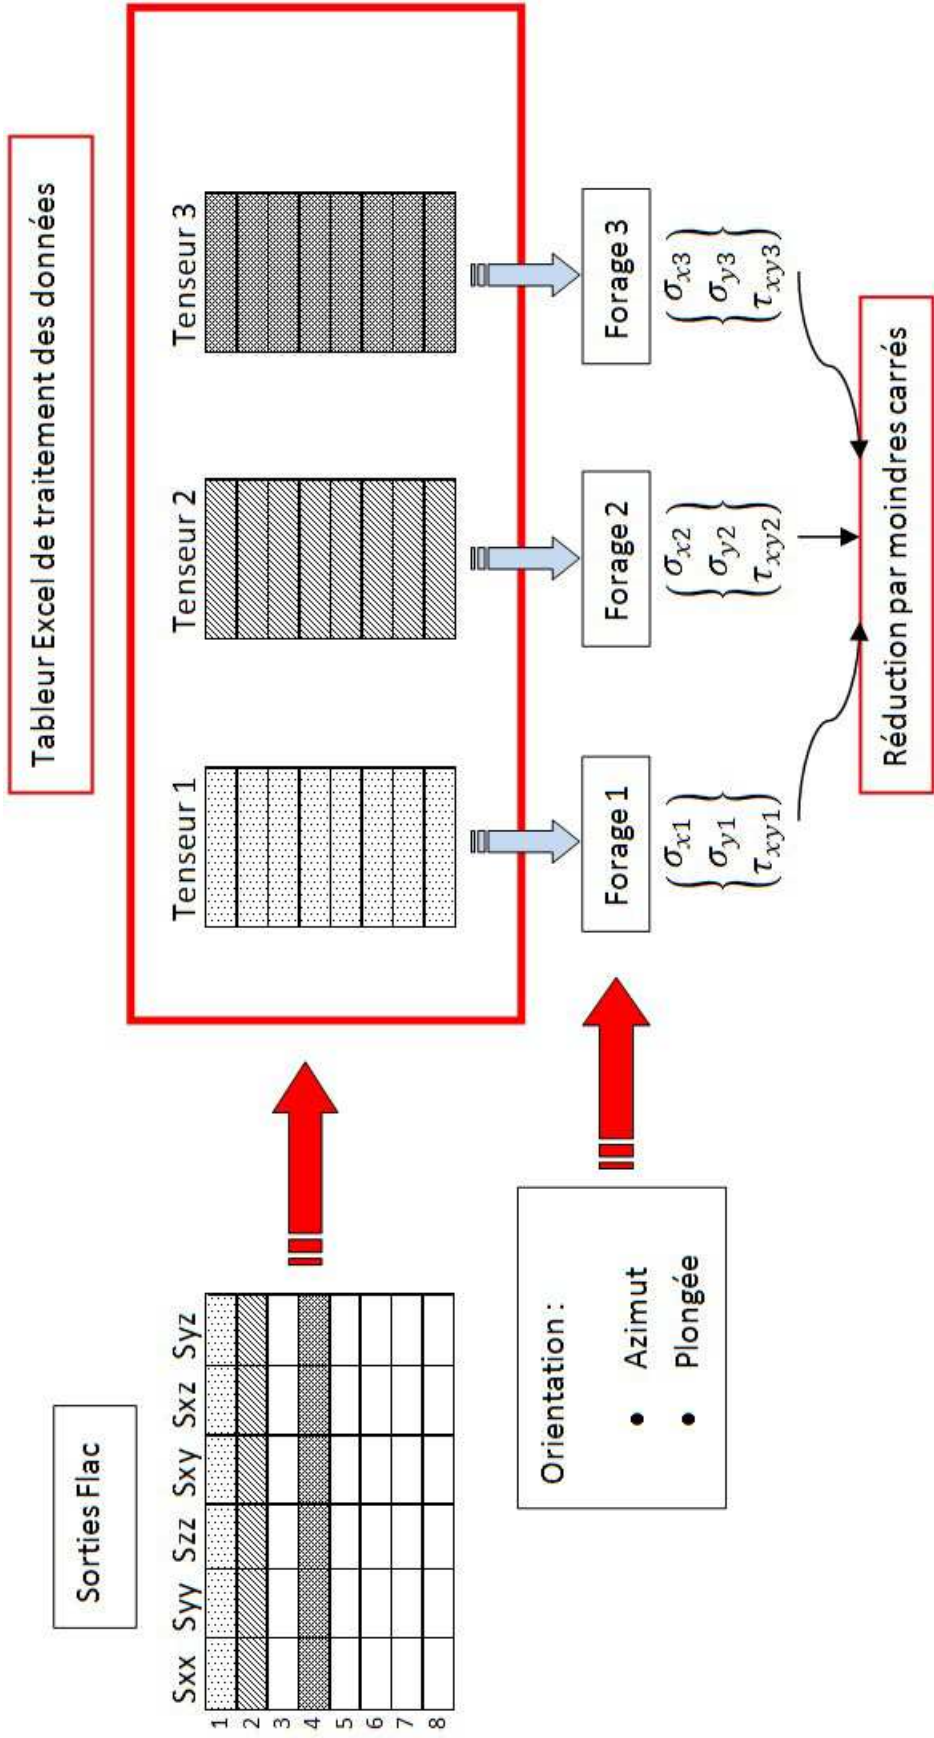 Sorties Flac
Tableur Excel de traitement des données
Sxx Syy Szz Sxy Sxz Syz
1
2
3
4
5
6
7
8
Tenseur 1
Tenseur 2
Tenseur 3
Orientation :
• Azimut
• Plongée
Forage 1
Forage 2
Forage 3
σx1
σy1
τxy1
σx2
σy2
τxy2
σx3
σy3
τxy3
Réduction par moindres carrés